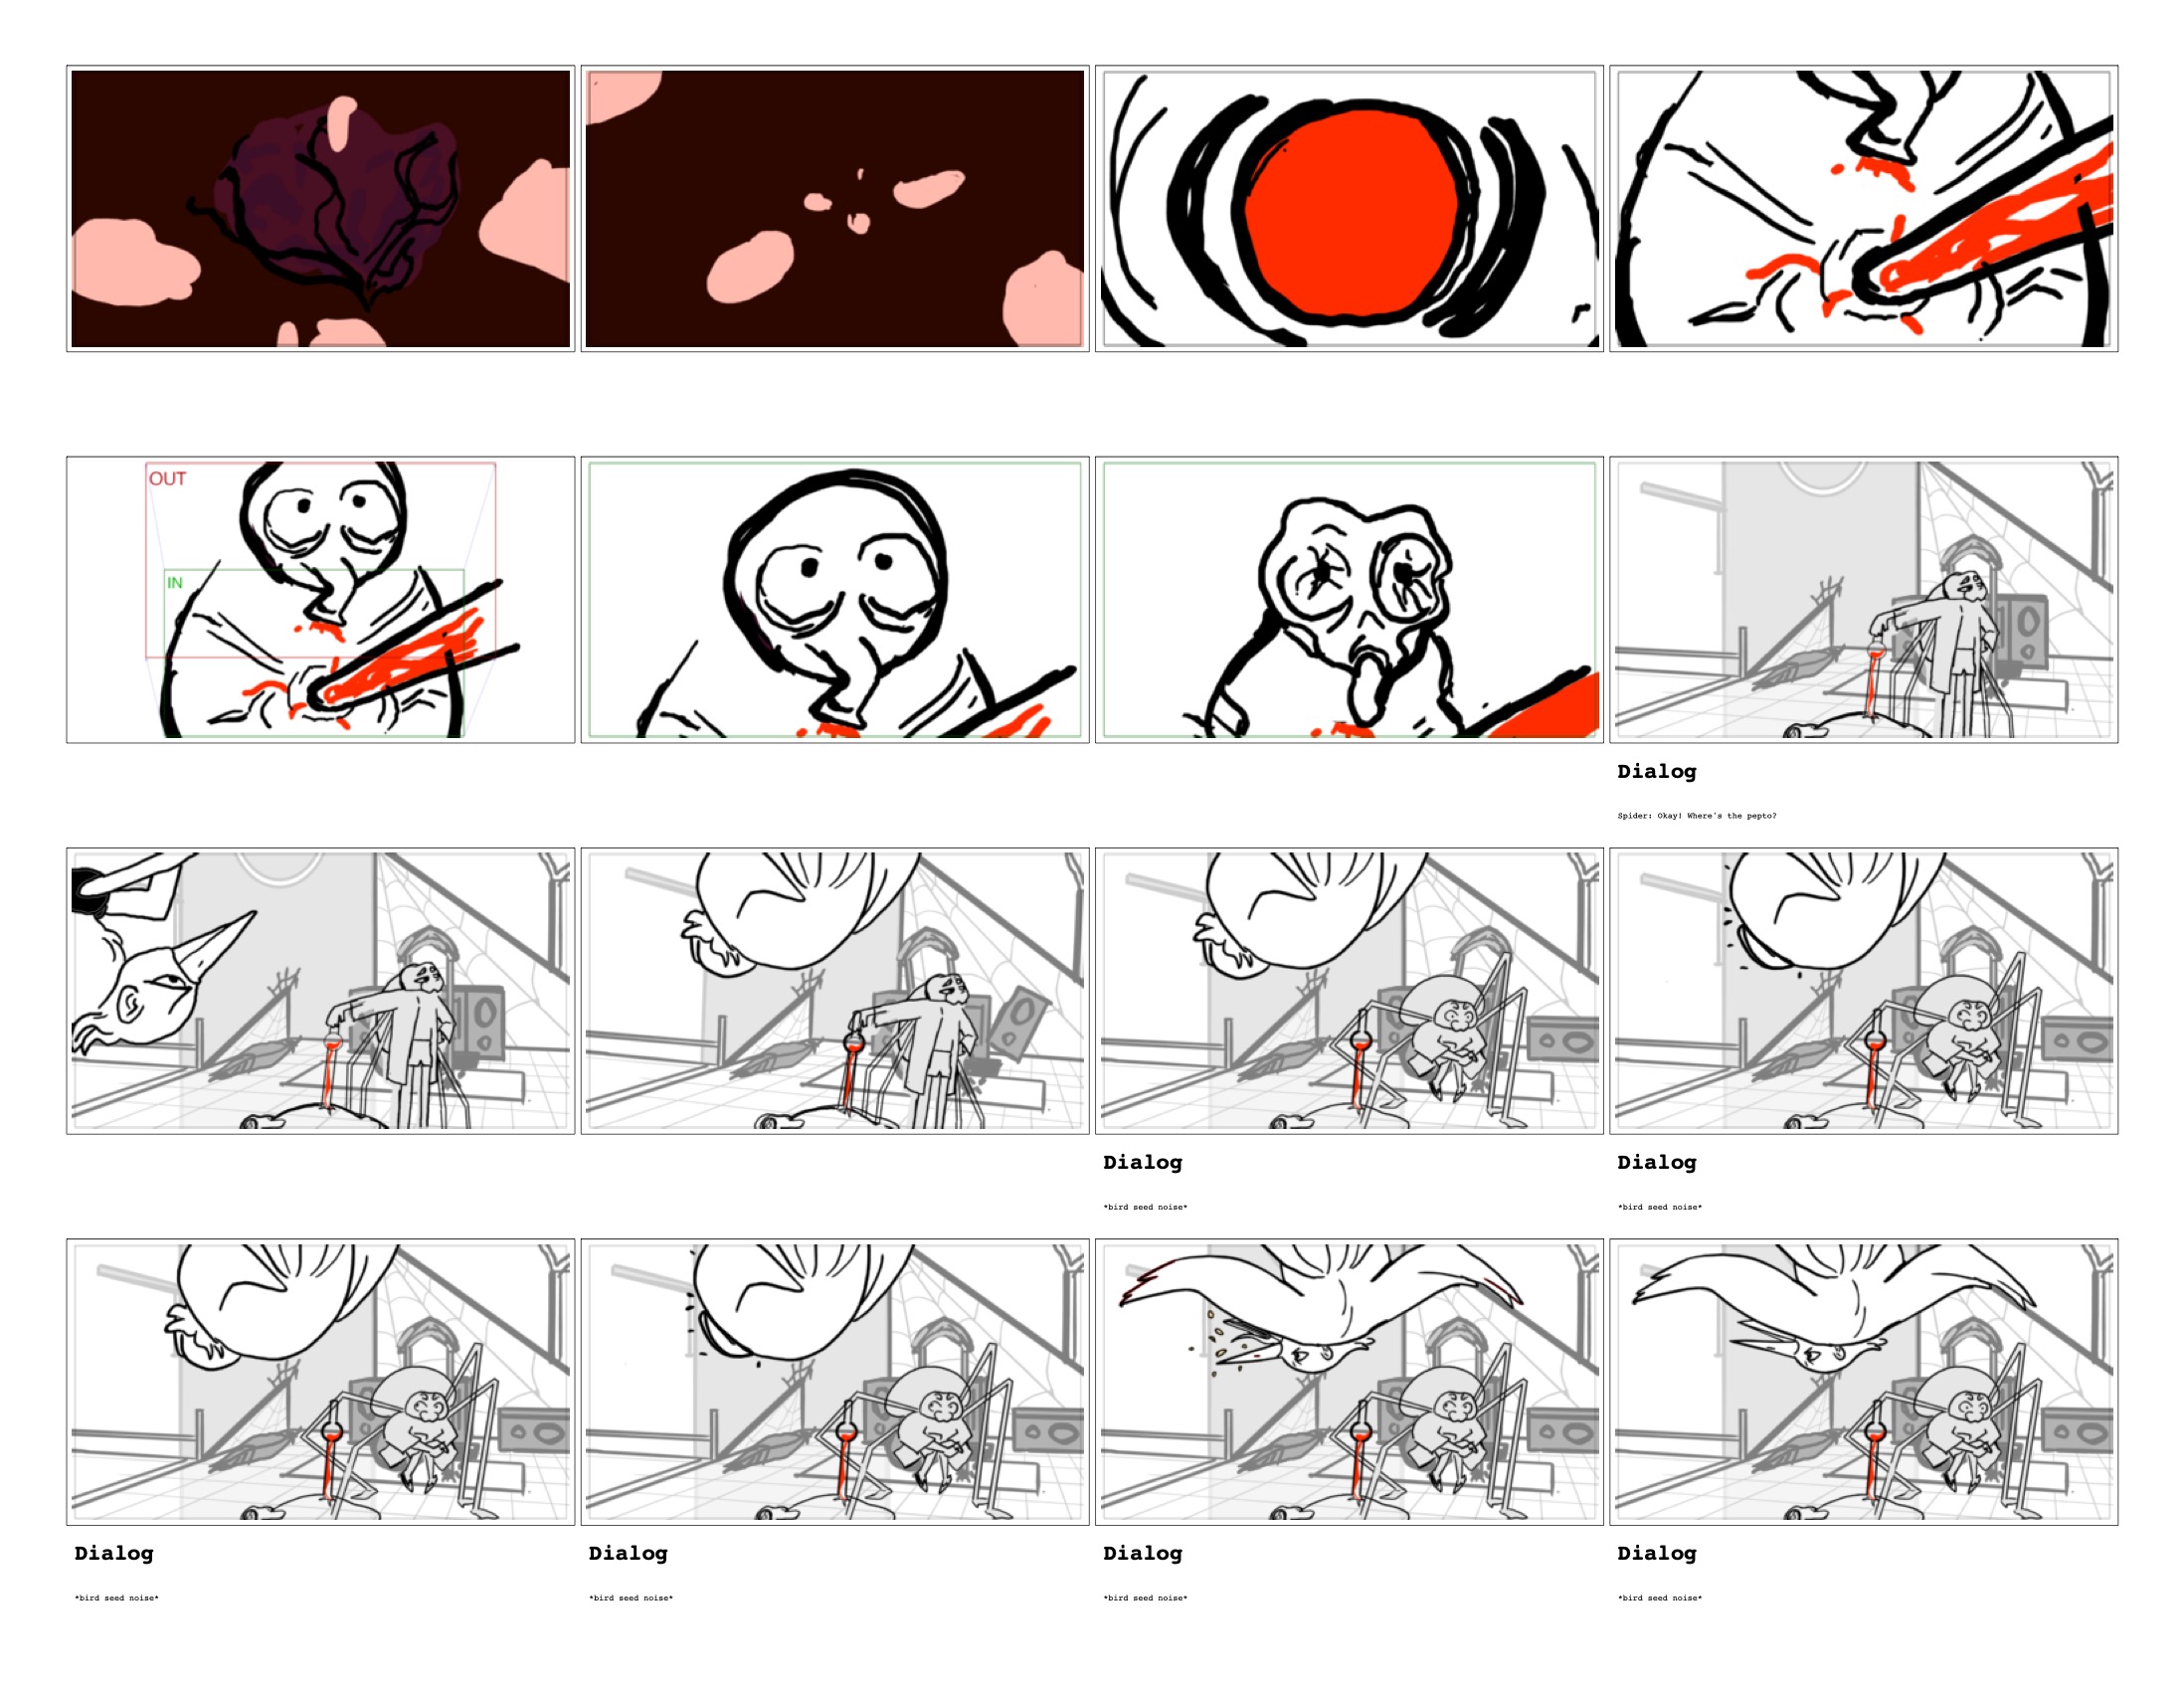 OUT
IN
Dialog
Spider: Okay! Where's the pepto?
Dialog
Dialog
*bird seed noise*
*bird seed noise*
Dialog
Dialog
Dialog
Dialog
*bird seed noise*
*bird seed noise*
*bird seed noise*
*bird seed noise*